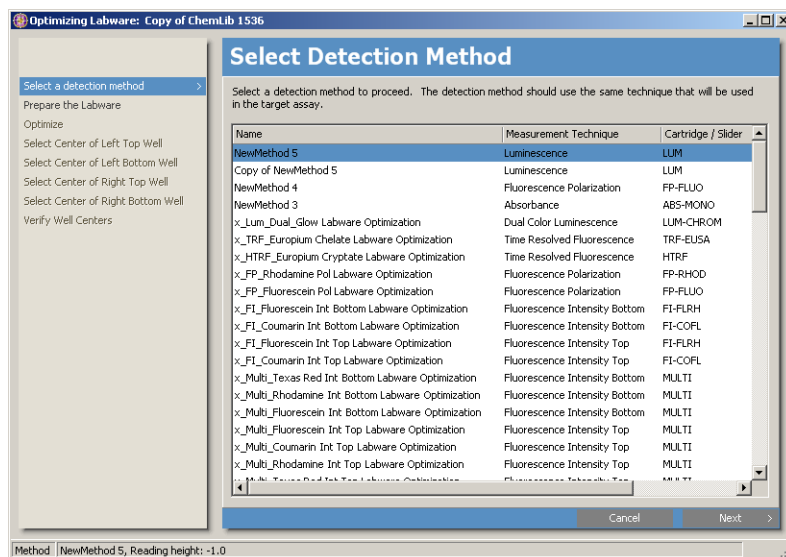 Optimizing Labware: Copy of ChemLib 1536
Select a detection method >
Prepare the Labware
Optimize
Select Center of Left Top Well
Select Center of Left Bottom Well
Select Center of Right Top Well
Select Center of Right Bottom Well
Verify Well Centers
Select Detection Method
Select a detection method to proceed. The detection method should use the same technique that will be used
in the target assay.
Name Measurement Technique Cartridge / Slider
NewMethod 5 Luminescence LUM
Copy of NewMethod 5 Luminescence LUM
NewMethod 4 Fluorescence Polarization FP-FLUO
NewMethod 3 Absorbance ABS-MONO
x_Lum_Dual_Glow Labware Optimization Dual Color Luminescence LUM-CHROM
x_TRF_Europium Chelate Labware Optimization Time Resolved Fluorescence TRF-EUSA
x_HTRF_Europium Cryptate Labware Optimization Time Resolved Fluorescence HTRF
x_FP_Rhodamine Pol Labware Optimization Fluorescence Polarization FP-RHOD
x_FP_Fluorescein Pol Labware Optimization Fluorescence Polarization FP-FLUO
x_FI_Fluorescein Int Bottom Labware Optimization Fluorescence Intensity Bottom FI-FLRH
x_FI_Coumarin Int Bottom Labware Optimization Fluorescence Intensity Bottom FI-COFL
x_FI_Fluorescein Int Top Labware Optimization Fluorescence Intensity Top FI-FLRH
x_FI_Coumarin Int Top Labware Optimization Fluorescence Intensity Top FI-COFL
x_Multi_Texas Red Int Bottom Labware Optimization Fluorescence Intensity Bottom MULTI
x_Multi_Rhodamine Int Bottom Labware Optimization Fluorescence Intensity Bottom MULTI
x_Multi_Fluorescein Int Bottom Labware Optimization Fluorescence Intensity Bottom MULTI
x_Multi_Fluorescein Int Top Labware Optimization Fluorescence Intensity Top MULTI
x_Multi_Coumarin Int Top Labware Optimization Fluorescence Intensity Top MULTI
x_Multi_Rhodamine Int Top Labware Optimization Fluorescence Intensity Top MULTI
x_Multi_Texas Red Int Top Labware Optimization Fluorescence Intensity Top MULTI
Cancel Next >
Method NewMethod 5, Reading height: -1.0